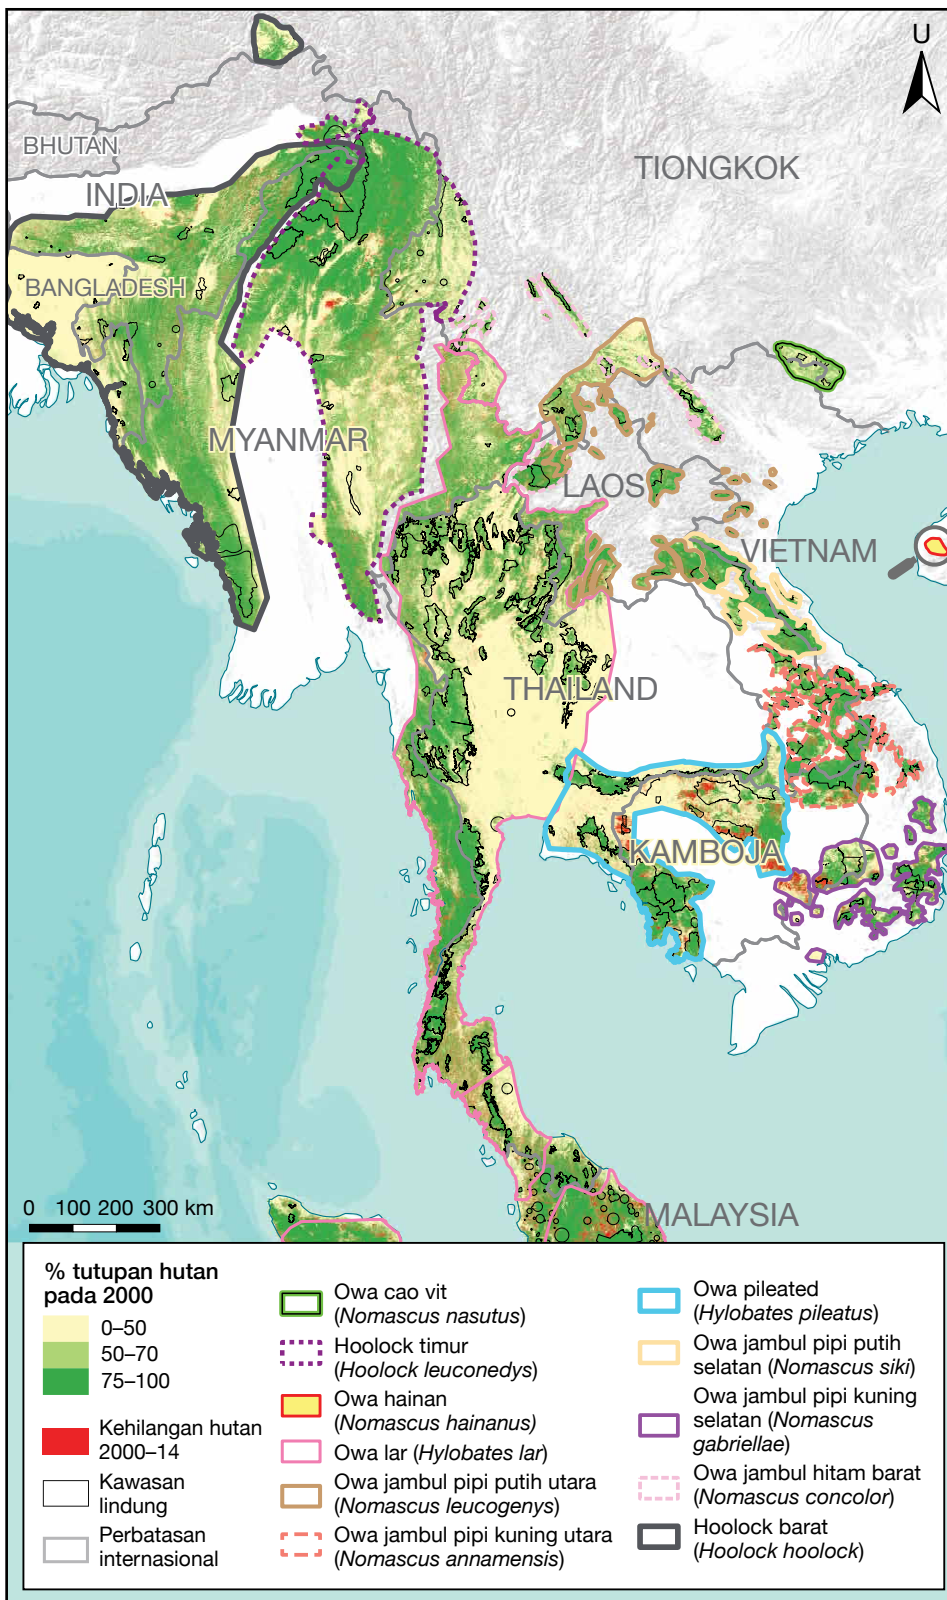 U
BHUTAN
TIONGKOK
INDIA
BANGLADESH
MYANMAR
LAOS
VIETNAM
THAILAND
KAMBOJA
MALAYSIA
0 100 200 300 km
% tutupan hutan
pada 2000
0–50
50–70
75–100
Kehilangan hutan
2000–14
Kawasan
lindung
Perbatasan
internasional
Owa cao vit
(Nomascus nasutus)
Hoolock timur
(Hoolock leuconedys)
Owa hainan
(Nomascus hainanus)
Owa lar (Hylobates lar)
Owa jambul pipi putih utara
(Nomascus leucogenys)
Owa jambul pipi kuning utara
(Nomascus annamensis)
Owa pileated
(Hylobates pileatus)
Owa jambul pipi putih
selatan (Nomascus siki)
Owa jambul pipi kuning
selatan (Nomascus
gabriellae)
Owa jambul hitam barat
(Nomascus concolor)
Hoolock barat
(Hoolock hoolock)